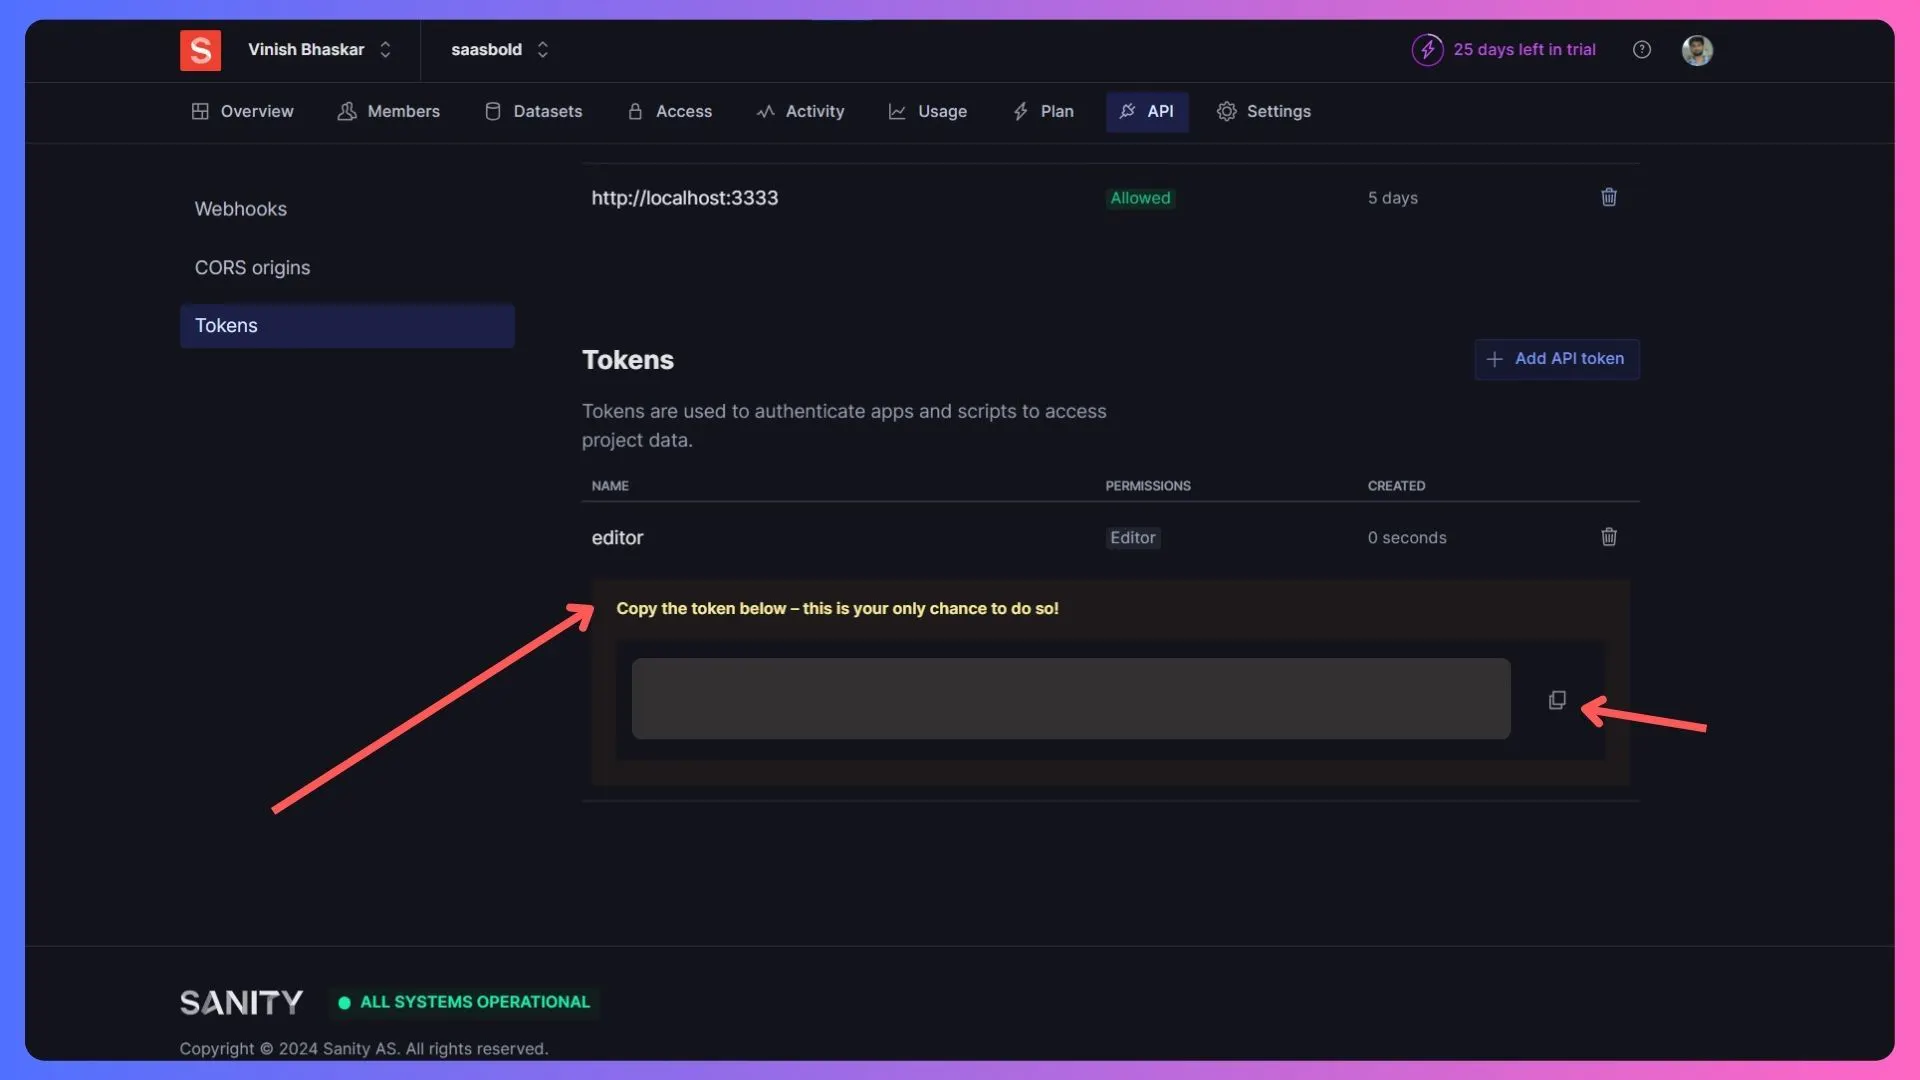 S Vinish Bhaskar saasbold 25 days left in trial
Overview Members Datasets Access Activity Usage Plan API Settings
http://localhost:3333 Allowed 5 days
Webhooks
CORS origins
Tokens
Tokens
Add API token
Tokens are used to authenticate apps and scripts to access
project data.
NAME PERMISSIONS CREATED
editor Editor 0 seconds
Copy the token below – this is your only chance to do so!
SANITY ALL SYSTEMS OPERATIONAL
Copyright © 2024 Sanity AS. All rights reserved.